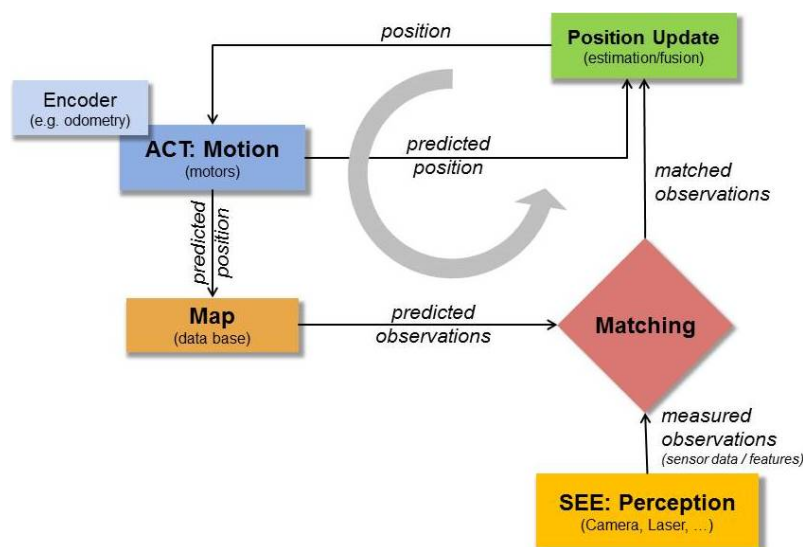 position
Position Update
(estimation/fusion)
Encoder
(e.g. odometry)
ACT: Motion
(motors)
predicted
position
matched
observations
predicted
position
Map
(data base)
predicted
observations
Matching
measured
observations
(sensor data / features)
SEE: Perception
(Camera, Laser, …)